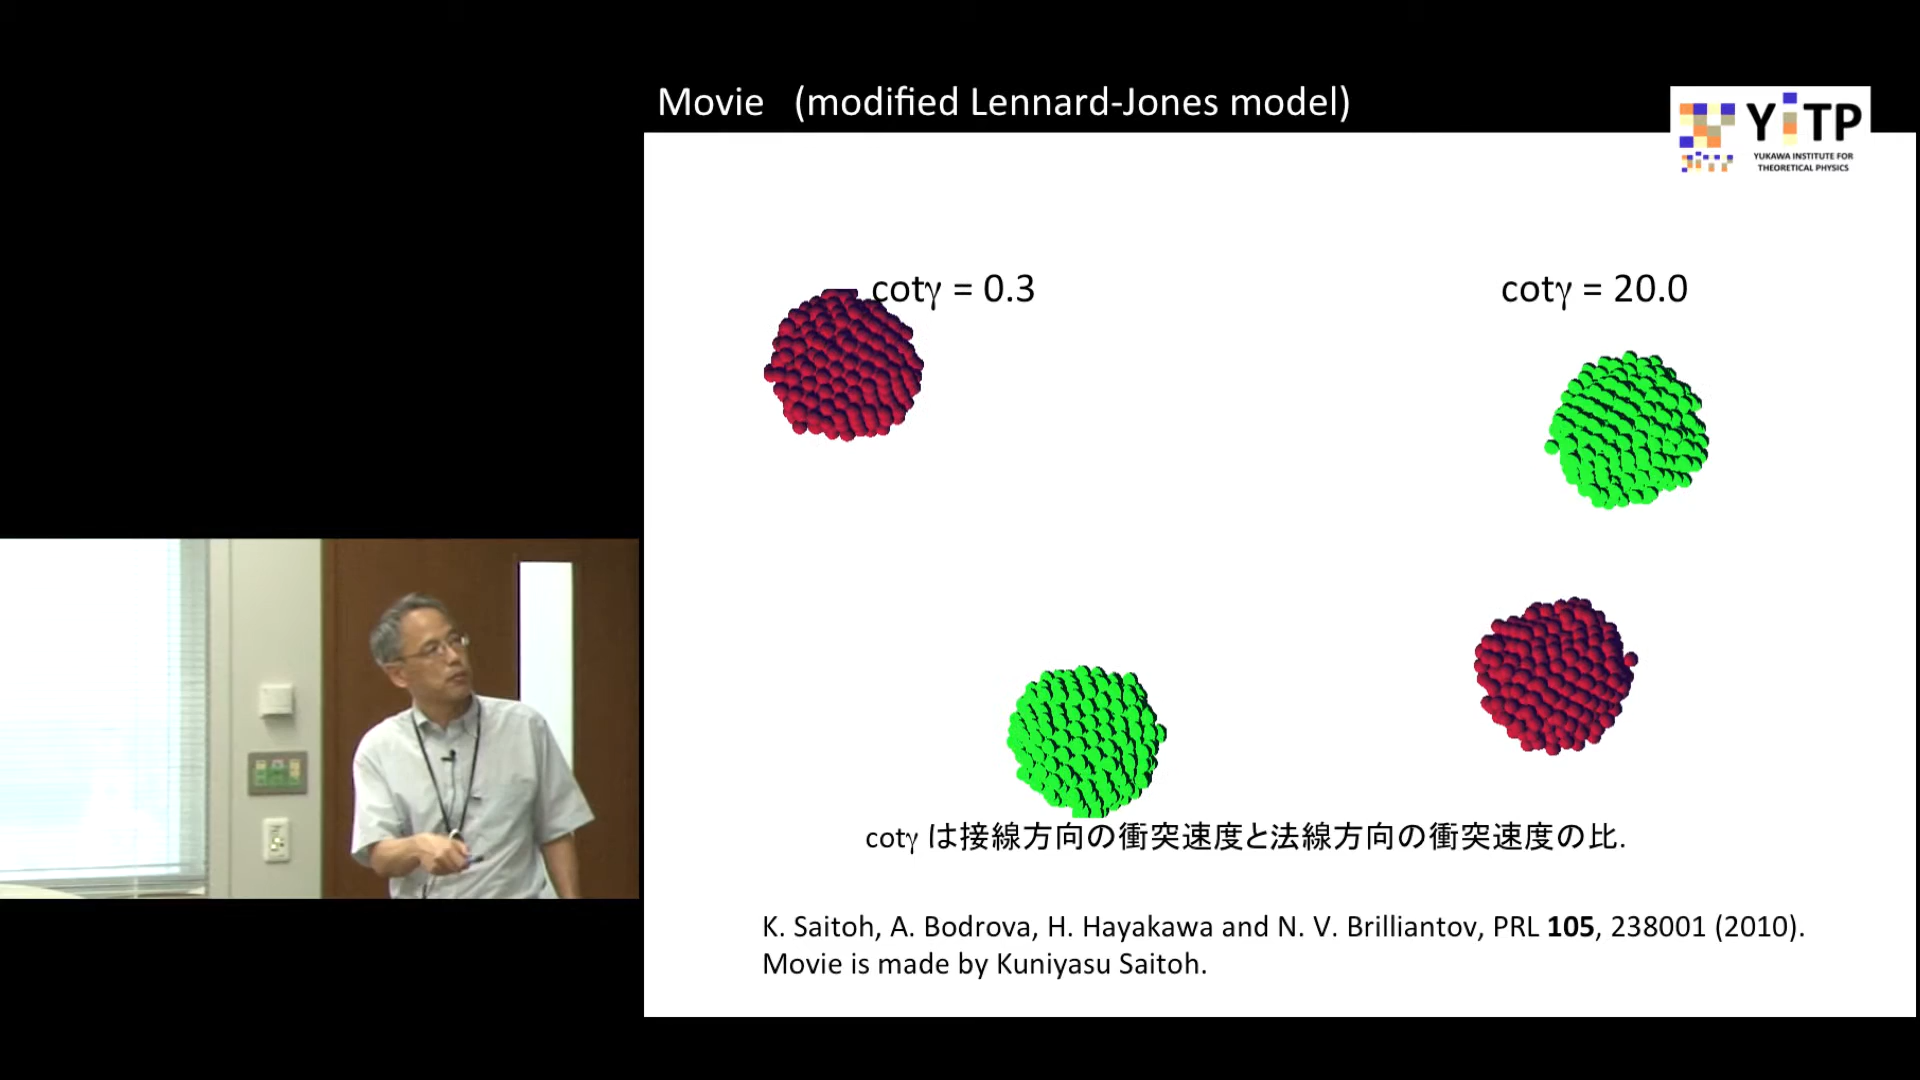 Movie (modified Lennard-Jones model)
YiTP
YUKAWA INSTITUTE FOR
THEORETICAL PHYSICS
cotγ = 0.3
cotγ = 20.0
cotγ は接線方向の衝突速度と法線方向の衝突速度の比.
K. Saitoh, A. Bodrova, H. Hayakawa and N. V. Brilliantov, PRL 105, 238001 (2010).
Movie is made by Kuniyasu Saitoh.